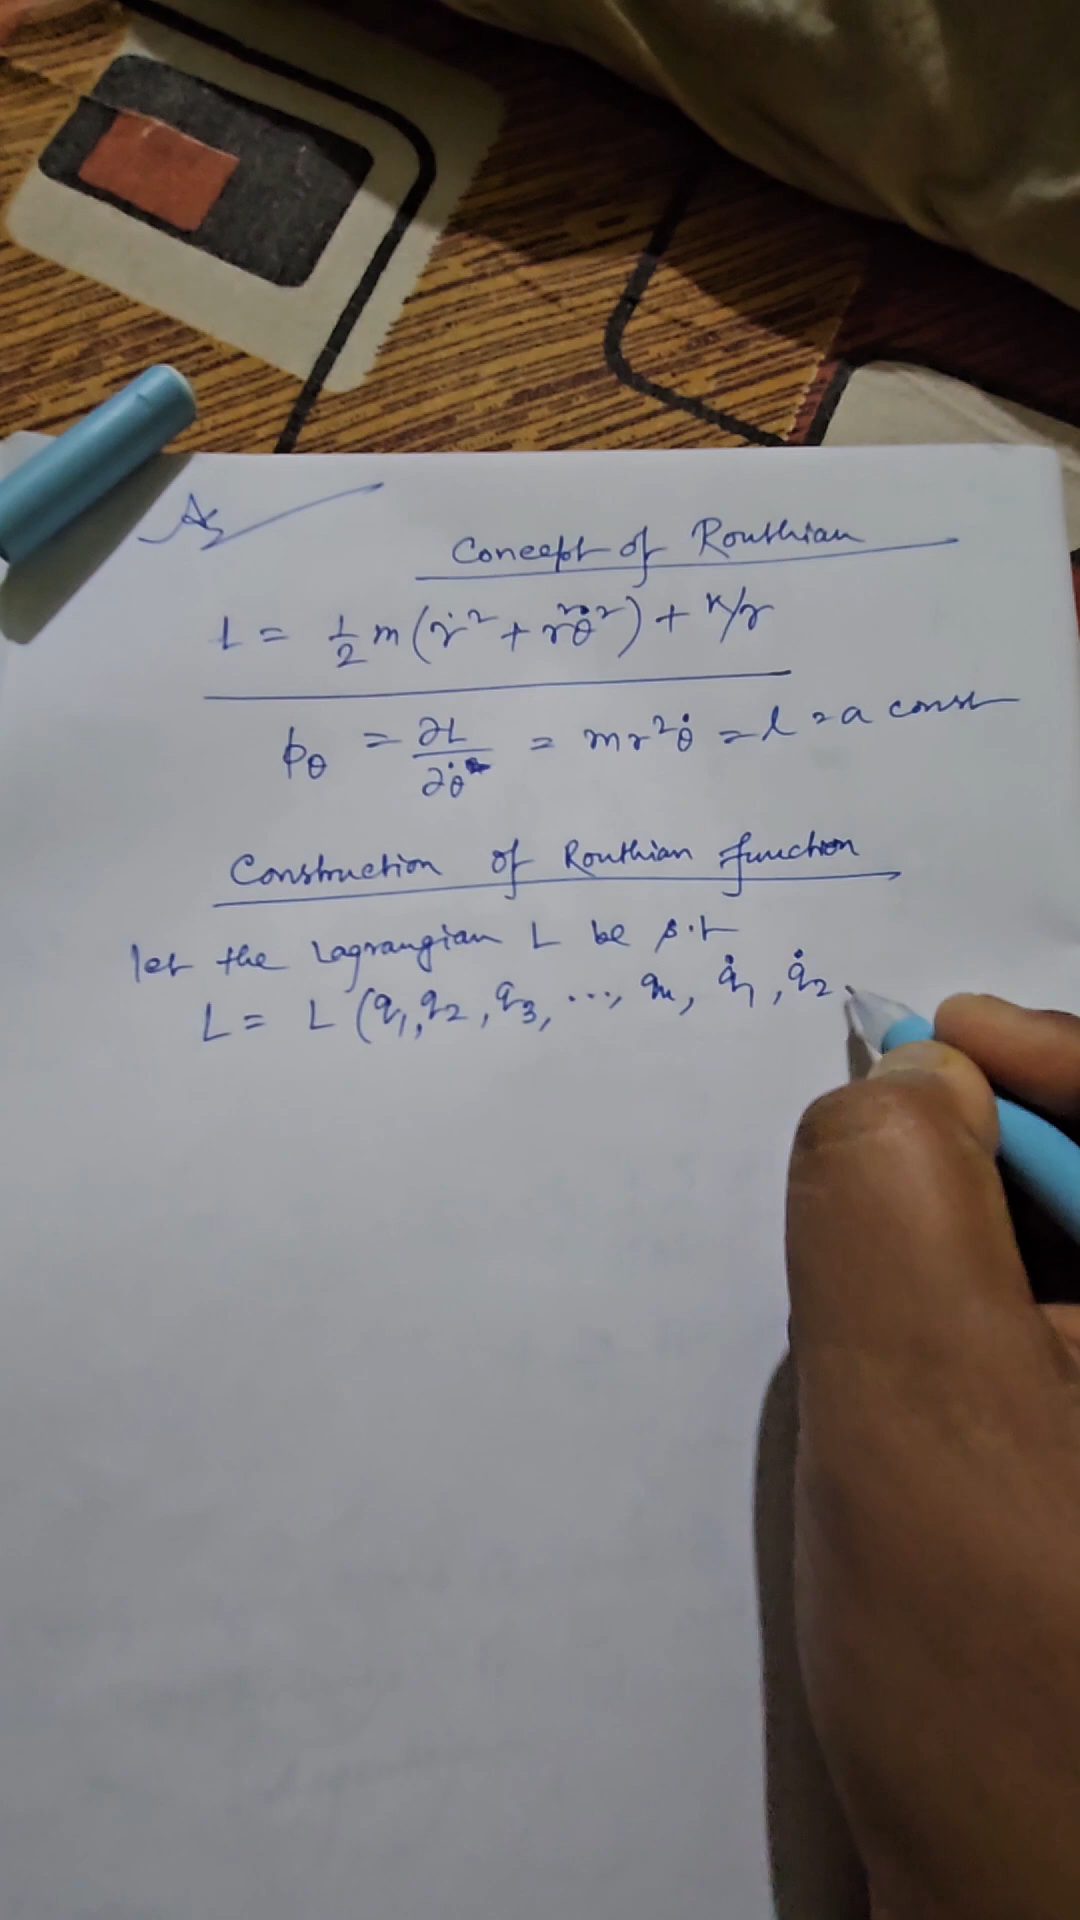 Concept of Routhian
L = 1/2 m (ṙ² + r²θ̇²) + k/r
pθ = ∂L/∂θ̇ = mr²θ̇ = l = a const
Construction of Routhian function
let the Lagrangian L be s.t
L = L (q₁, q₂, q₃, ..., qₙ, q̇₁, q̇₂